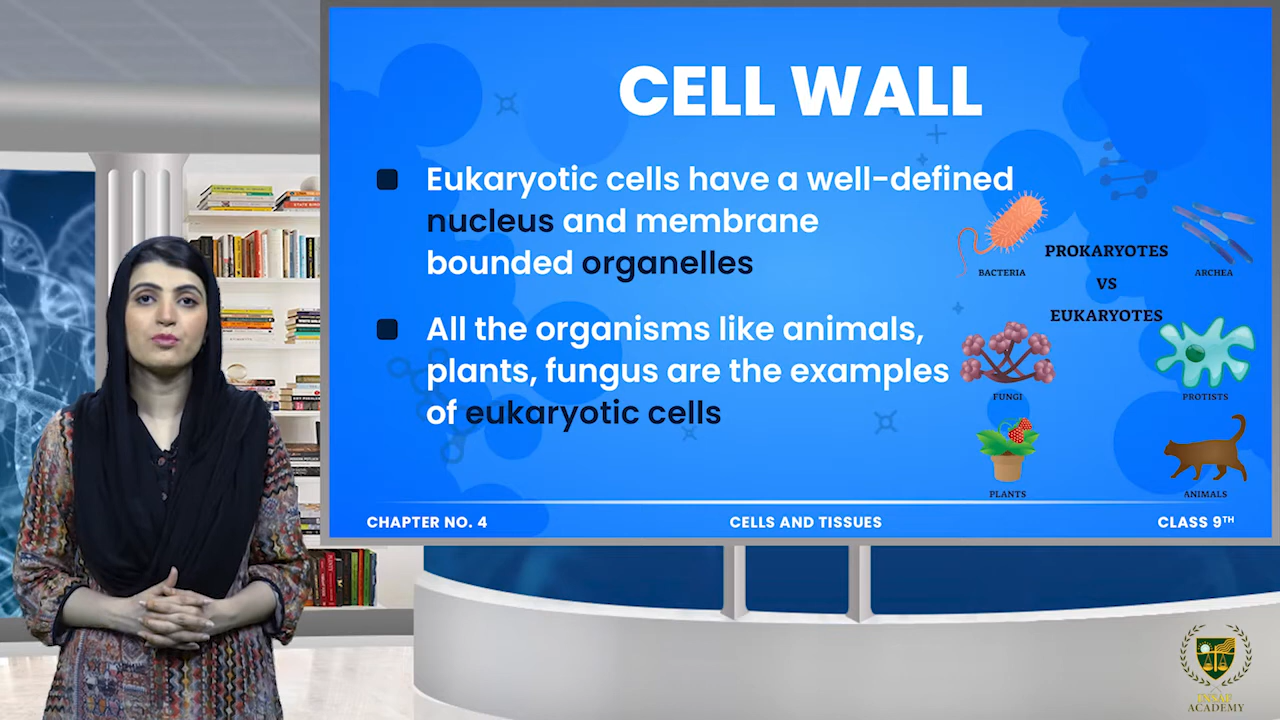 CELL WALL
Eukaryotic cells have a well-defined
nucleus and membrane
bounded organelles
All the organisms like animals,
plants, fungus are the examples
of eukaryotic cells
BACTERIA
PROKARYOTES
VS
EUKARYOTES
ARCHEA
FUNGI
PROTISTS
PLANTS
ANIMALS
CHAPTER NO. 4
CELLS AND TISSUES
CLASS 9TH
ACADEMY